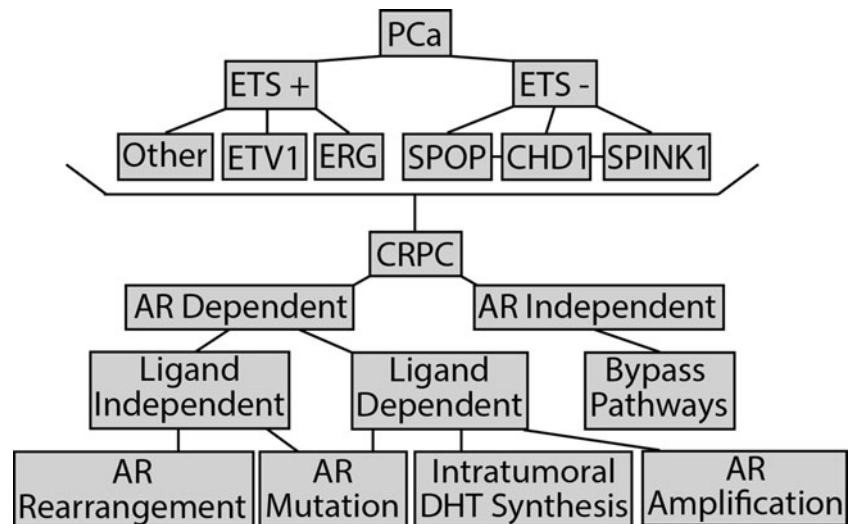 PCa
ETS +
ETS -
Other
ETV1
ERG
SPOP
CHD1
SPINK1
CRPC
AR Dependent
AR Independent
Ligand
Independent
Ligand
Dependent
Bypass
Pathways
AR
Rearrangement
AR
Mutation
Intratumoral
DHT Synthesis
AR
Amplification